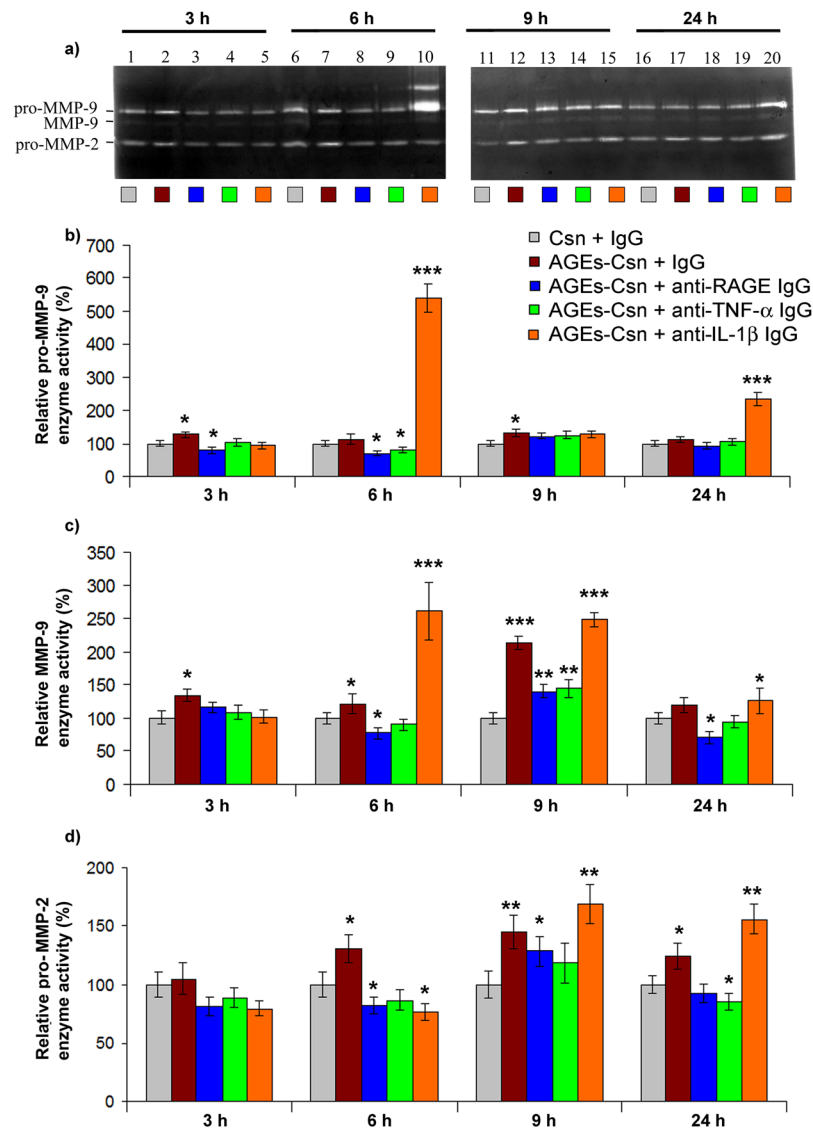 3 h 6 h 9 h 24 h
a)
1 2 3 4 5 6 7 8 9 10 11 12 13 14 15 16 17 18 19 20
pro-MMP-9
MMP-9
pro-MMP-2
b)
Csn + IgG
AGEs-Csn + IgG
AGEs-Csn + anti-RAGE IgG
AGEs-Csn + anti-TNF-α IgG
AGEs-Csn + anti-IL-1β IgG
Relative pro-MMP-9
enzyme activity (%)
700
600
500
400
300
200
100
0
* * * * *** * ***
3 h 6 h 9 h 24 h
c)
Relative MMP-9
enzyme activity (%)
350
300
250
200
150
100
50
0
* * * *** *** ** ** *** * *
3 h 6 h 9 h 24 h
d)
Relative pro-MMP-2
enzyme activity (%)
200
150
100
50
0
* * * ** * ** * * **
3 h 6 h 9 h 24 h